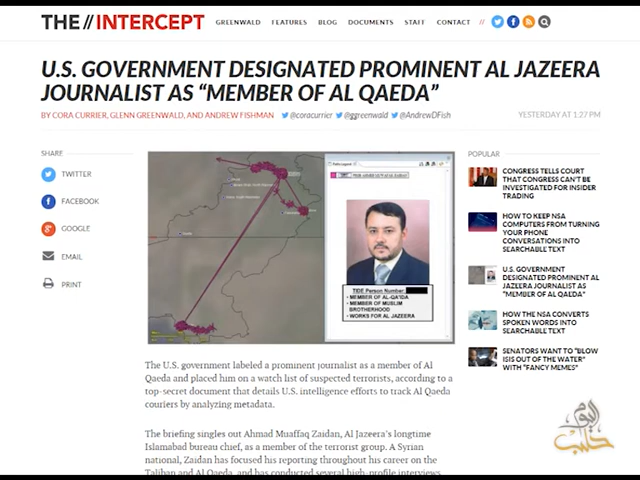 THE//INTERCEPT
GREENWALD FEATURES BLOG DOCUMENTS STAFF CONTACT //
U.S. GOVERNMENT DESIGNATED PROMINENT AL JAZEERA
JOURNALIST AS “MEMBER OF AL QAEDA”
BY CORA CURRIER, GLENN GREENWALD, AND ANDREW FISHMAN @coracurrier @ggreenwald @AndrewDFish
YESTERDAY AT 1:27 PM
SHARE
TWITTER
FACEBOOK
GOOGLE
EMAIL
PRINT
TIDE Person Number:
• MEMBER OF AL-QA'IDA
• MEMBER OF MUSLIM
BROTHERHOOD
• WORKS FOR AL JAZEERA
The U.S. government labeled a prominent journalist as a member of Al
Qaeda and placed him on a watch list of suspected terrorists, according to a
top-secret document that details U.S. intelligence efforts to track Al Qaeda
couriers by analyzing metadata.
The briefing singles out Ahmad Muaffaq Zaidan, Al Jazeera's longtime
Islamabad bureau chief, as a member of the terrorist group. A Syrian
national, Zaidan has focused his reporting throughout his career on the
Taliban and Al Qaeda, and has conducted several high-profile interviews
POPULAR
CONGRESS TELLS COURT
THAT CONGRESS CAN'T BE
INVESTIGATED FOR INSIDER
TRADING
HOW TO KEEP NSA
COMPUTERS FROM TURNING
YOUR PHONE
CONVERSATIONS INTO
SEARCHABLE TEXT
U.S. GOVERNMENT
DESIGNATED PROMINENT AL
JAZEERA JOURNALIST AS
"MEMBER OF AL QAEDA"
HOW THE NSA CONVERTS
SPOKEN WORDS INTO
SEARCHABLE TEXT
SENATORS WANT TO "BLOW
ISIS OUT OF THE WATER"
WITH "FANCY MEMES"
حلب اليوم